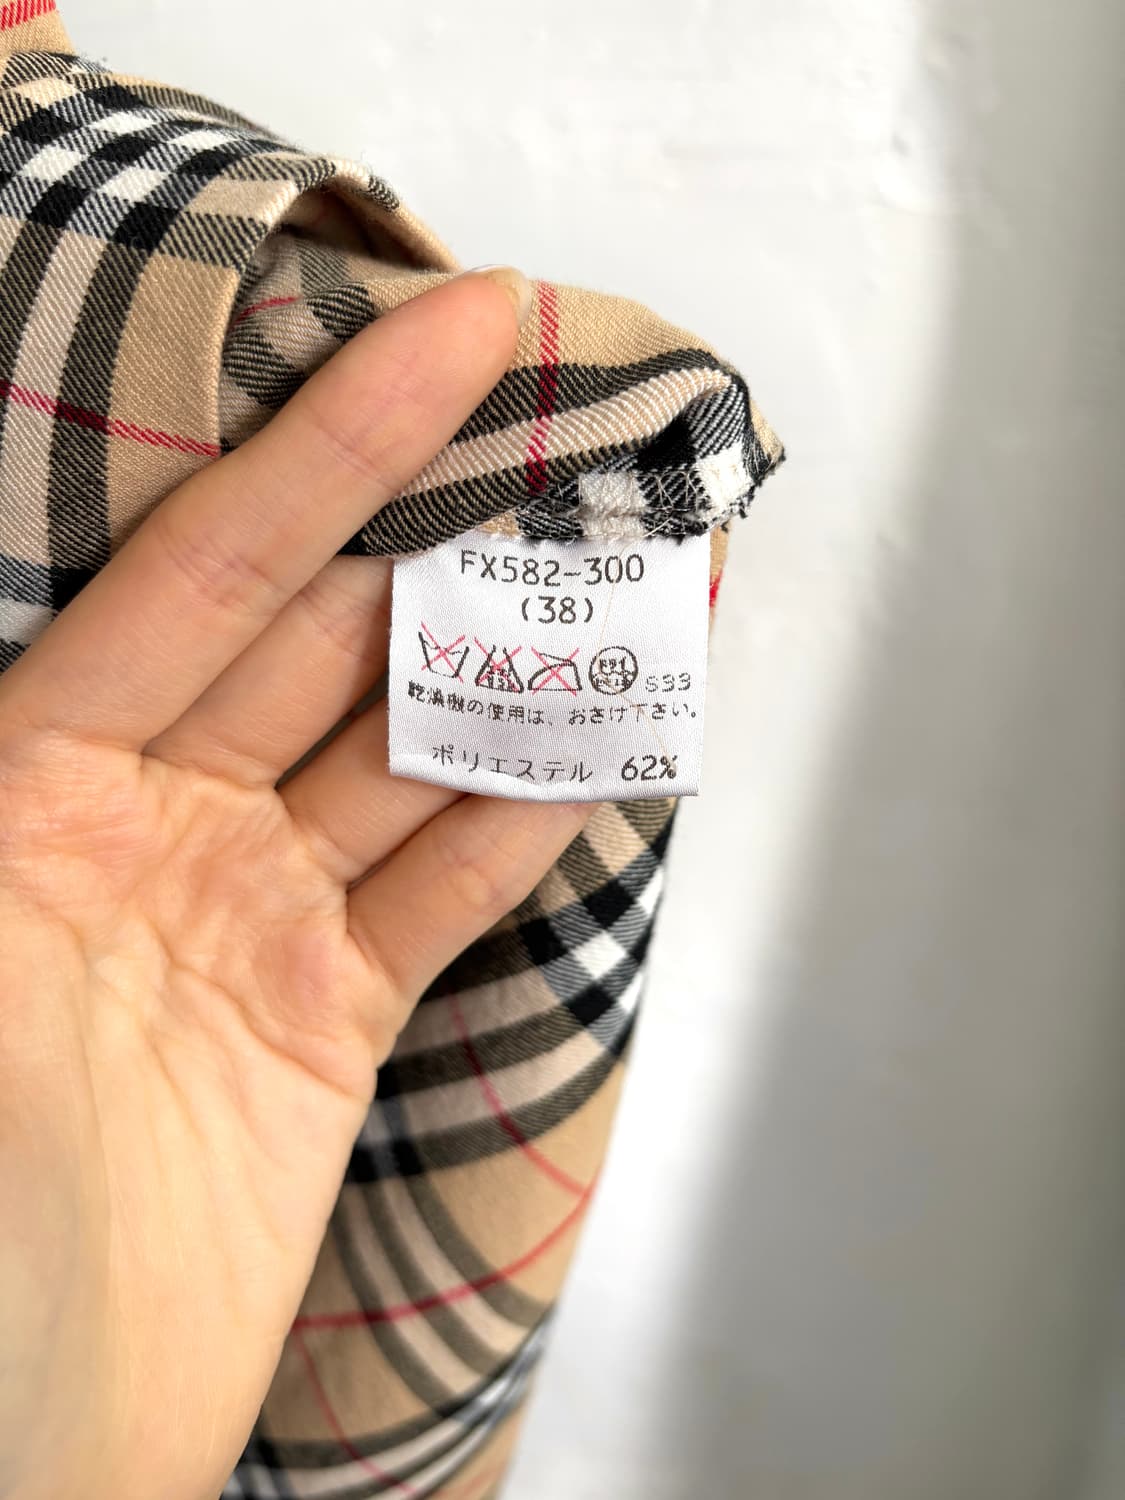 FX582-300
(38)
S33
乾燥機の使用は、おさけ下さい。
ポリエステル 62%